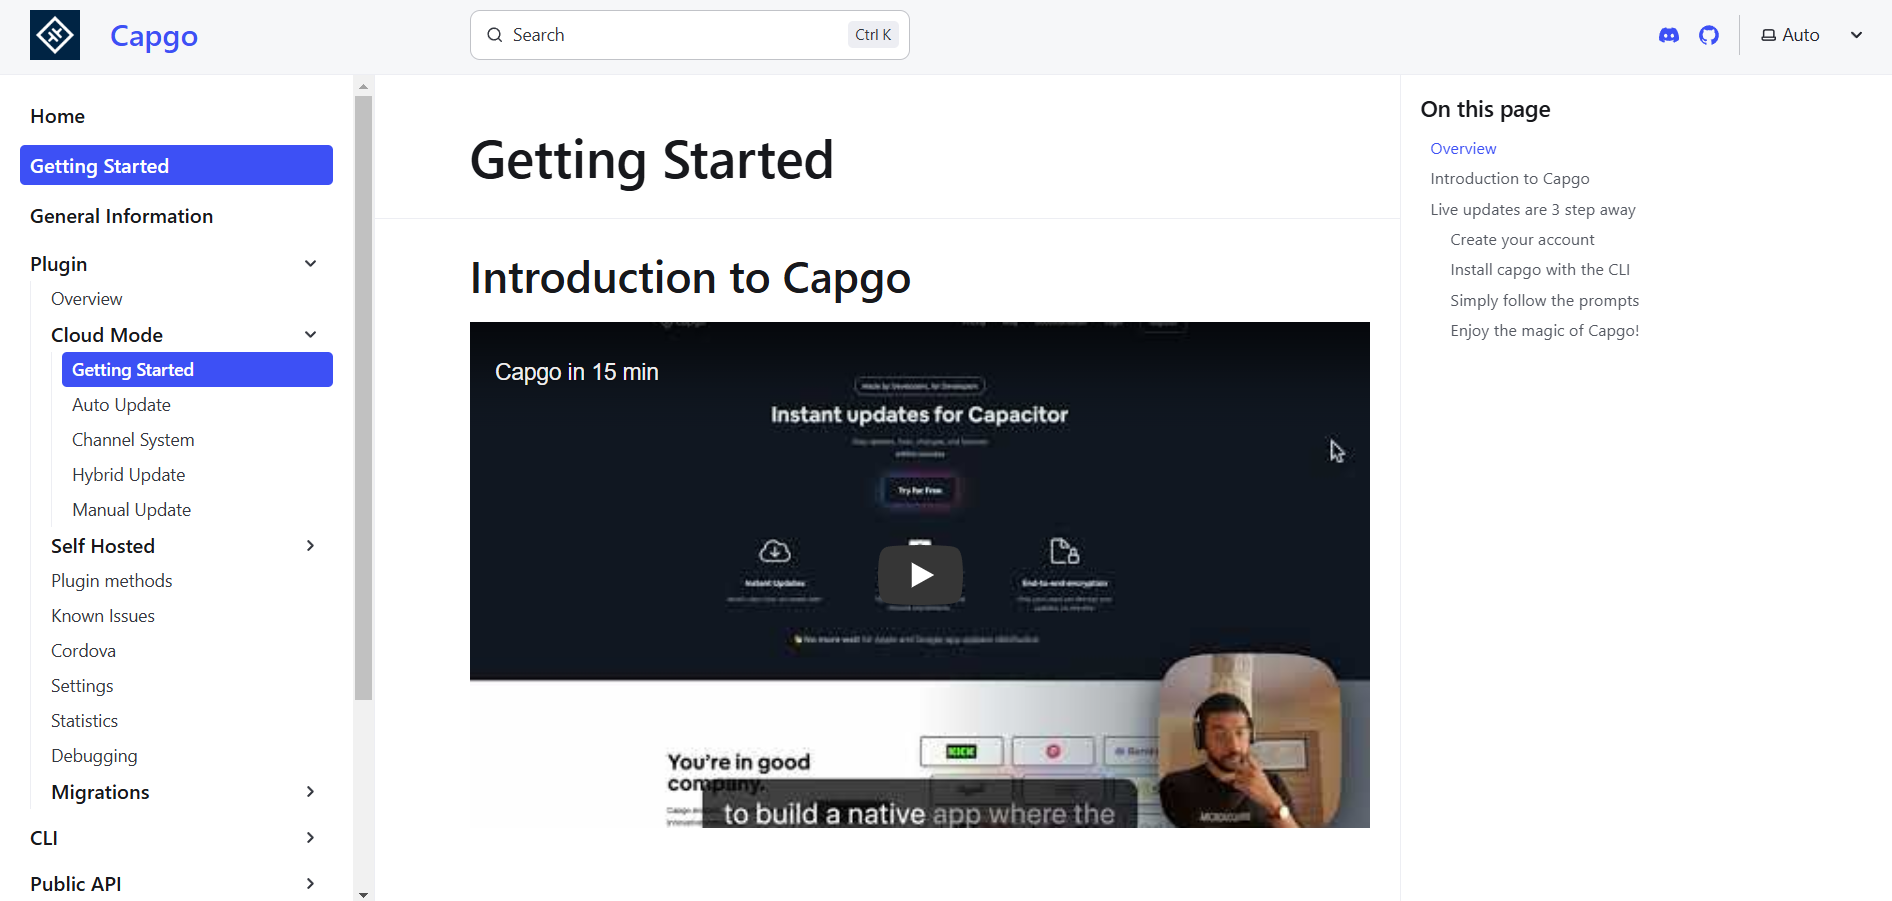 Capgo
Search
Ctrl K
Auto
Home
Getting Started
General Information
Plugin
Overview
Cloud Mode
Getting Started
Auto Update
Channel System
Hybrid Update
Manual Update
Self Hosted
Plugin methods
Known Issues
Cordova
Settings
Statistics
Debugging
Migrations
CLI
Public API
Getting Started
Introduction to Capgo
Capgo in 15 min
Made by Developers, for Developers
Instant updates for Capacitor
Try for Free
Instant Updates
End-to-end encryption
You're in good
company.
KICK
to build a native app where the
On this page
Overview
Introduction to Capgo
Live updates are 3 step away
Create your account
Install capgo with the CLI
Simply follow the prompts
Enjoy the magic of Capgo!